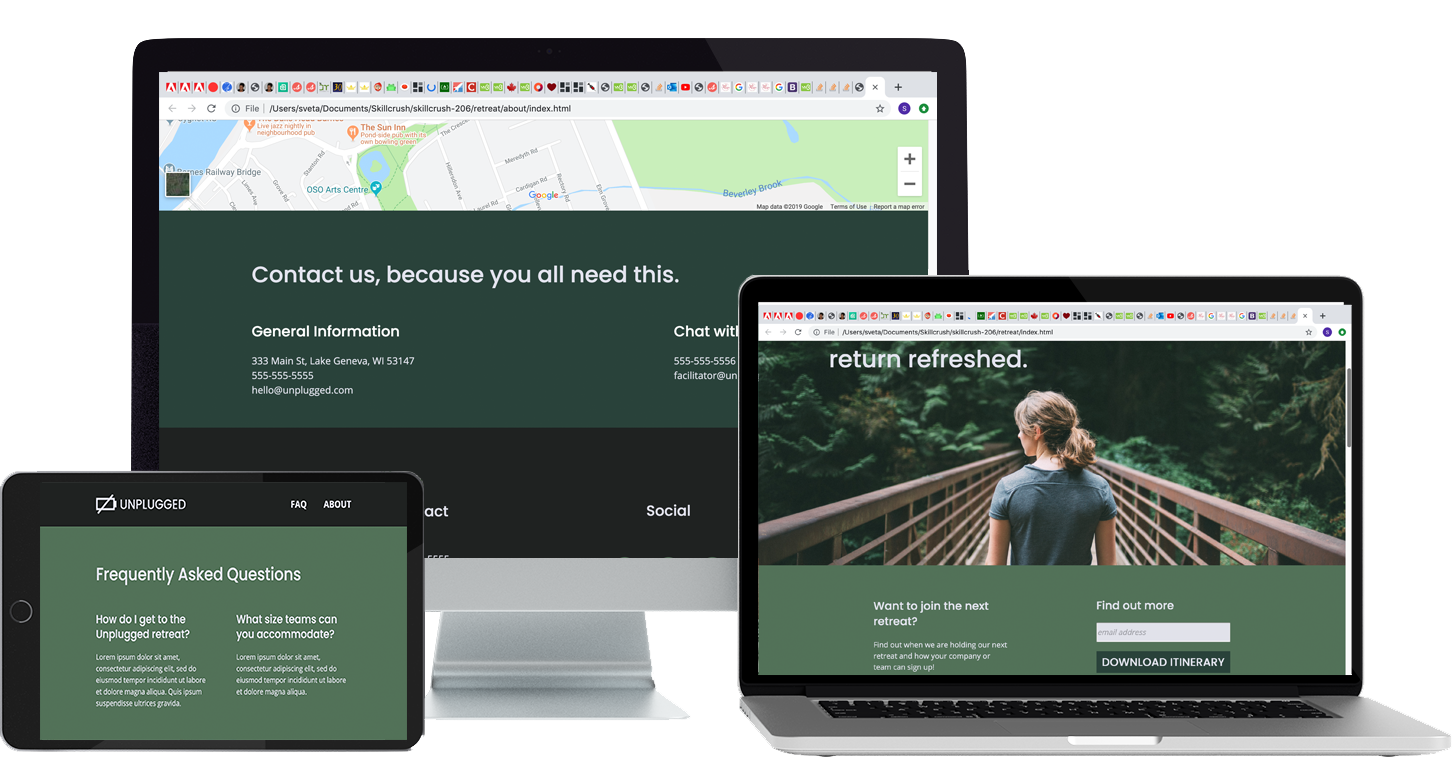 File | /Users/sveta/Documents/Skillcrush/skillcrush-206/retreat/about/index.html
Live jazz nightly in
neighbourhood pub
The Sun Inn
Pond-side pub with its
own bowling green
Barnes Railway Bridge
OSO Arts Centre
Stanton Rd
Meredyth Rd
Cardigan Rd
Beverley Brook
Google
Map data ©2019 Google Terms of Use Report a map error
Contact us, because you all need this.
General Information
333 Main St, Lake Geneva, WI 53147
555-555-5555
hello@unplugged.com
Chat with
555-555-5556
facilitator@un
act
Social
UNPLUGGED
FAQ
ABOUT
Frequently Asked Questions
How do I get to the
Unplugged retreat?
Lorem ipsum dolor sit amet,
consectetur adipiscing elit, sed do
eiusmod tempor incididunt ut labore
et dolore magna aliqua. Quis ipsum
suspendisse ultrices gravida.
What size teams can
you accommodate?
Lorem ipsum dolor sit amet,
consectetur adipiscing elit, sed do
eiusmod tempor incididunt ut labore
et dolore magna aliqua.
File | /Users/sveta/Documents/Skillcrush/skillcrush-206/retreat/index.html
return refreshed.
Want to join the next
retreat?
Find out when we are holding our next
retreat and how your company or
team can sign up!
Find out more
email address
DOWNLOAD ITINERARY